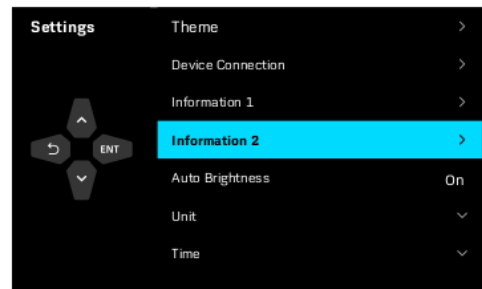 Settings
Theme
Device Connection
Information 1
Information 2
Auto Brightness On
Unit
Time
ENT